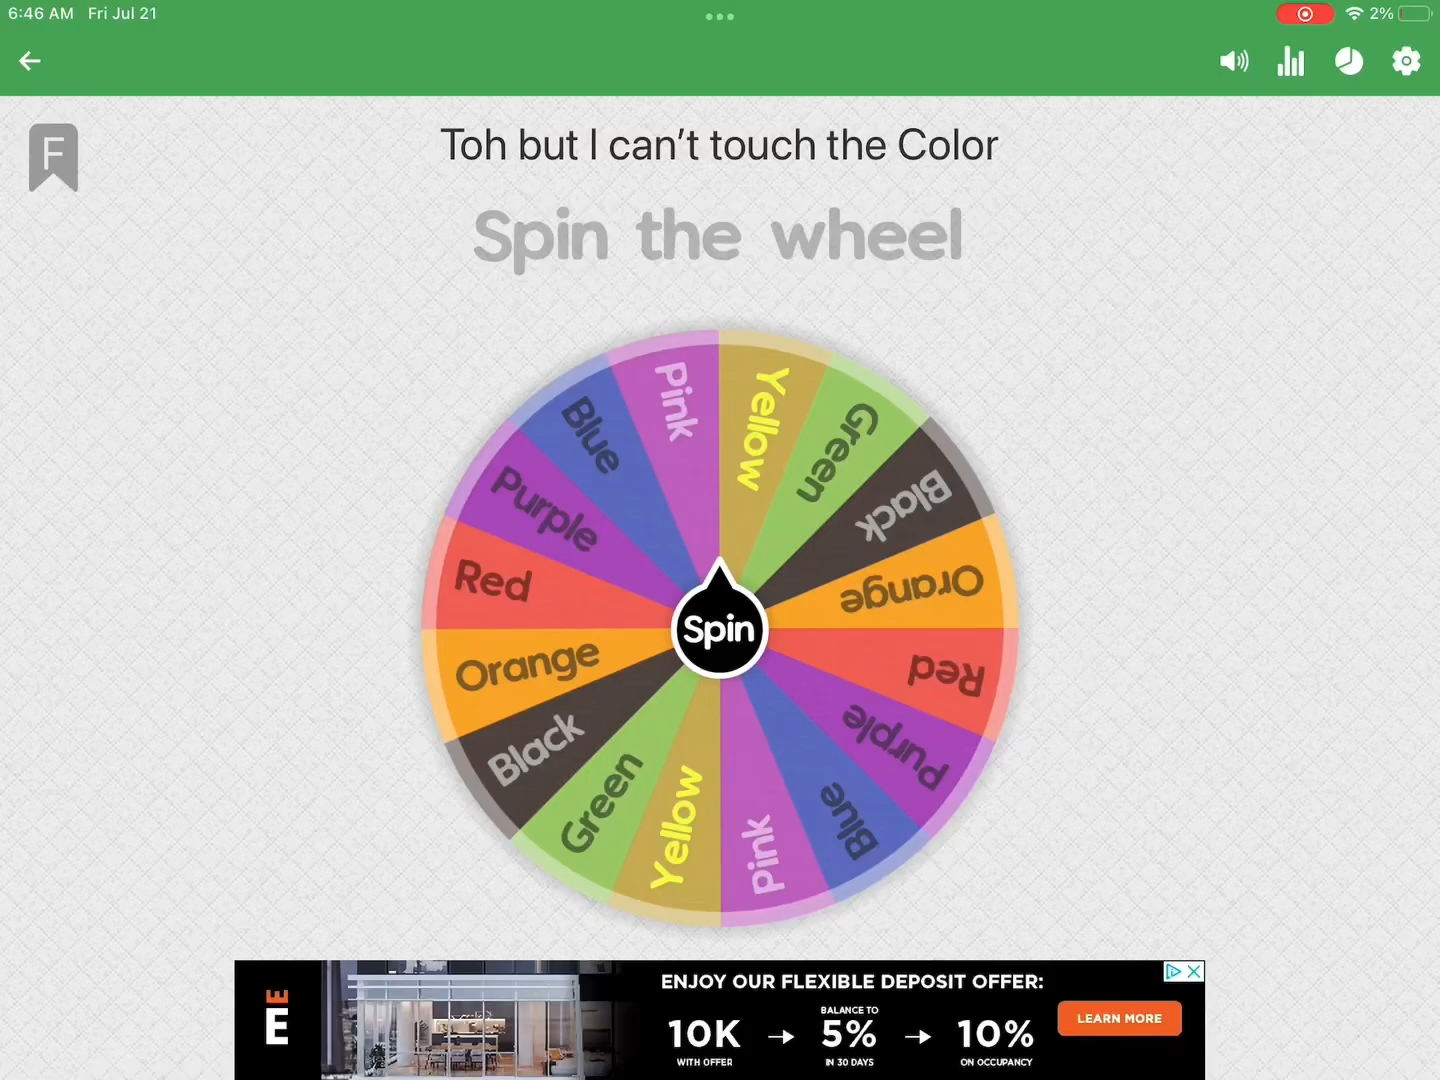 6:46 AM Fri Jul 21
2%
F
Toh but I can't touch the Color
Spin the wheel
Pink
Yellow
Green
Black
Orange
Red
Purple
Blue
Pink
Yellow
Green
Black
Orange
Red
Purple
Blue
Spin
E
E
ENJOY OUR FLEXIBLE DEPOSIT OFFER:
10K → 5% → 10%
WITH OFFER
BALANCE TO
IN 30 DAYS
ON OCCUPANCY
LEARN MORE